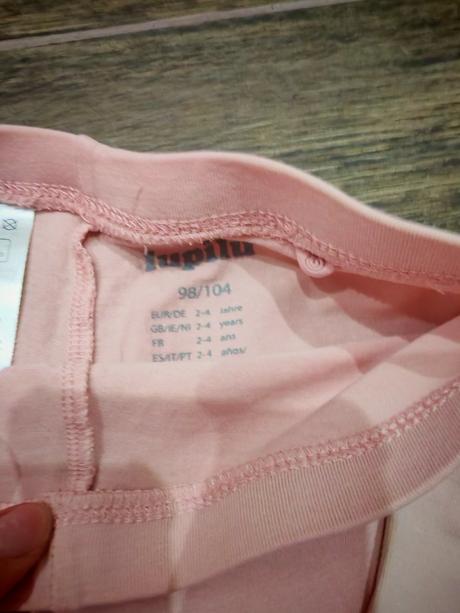 lupilu
98/104
EUR/DE 2-4 Jahre
GB/IE/NI 2-4 years
FR 2-4 ans
ES/IT/PT 2-4 años/